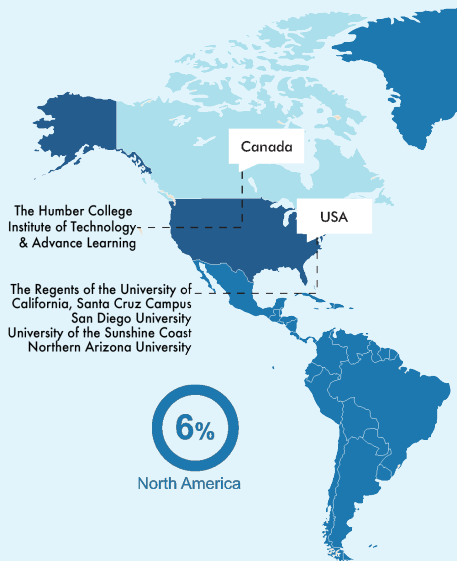 Canada
The Humber College
Institute of Technology
& Advance Learning
USA
The Regents of the University of
California, Santa Cruz Campus
San Diego University
University of the Sunshine Coast
Northern Arizona University
6%
North America